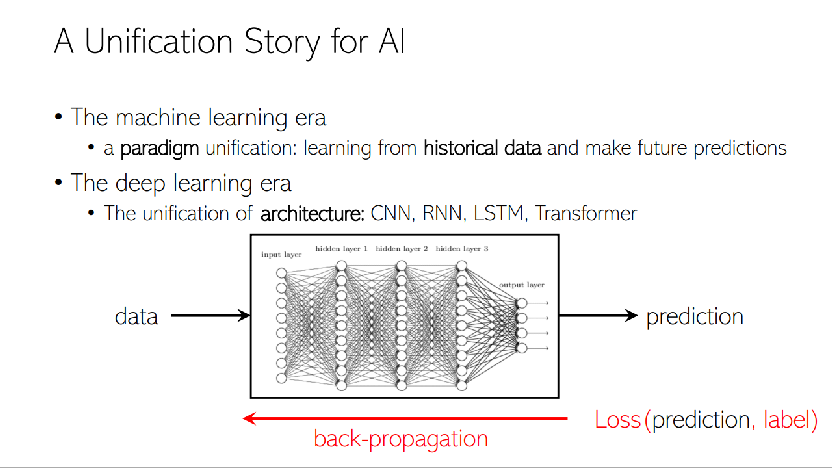 A Unification Story for AI
• The machine learning era
• a paradigm unification: learning from historical data and make future predictions
• The deep learning era
• The unification of architecture: CNN, RNN, LSTM, Transformer
input layer
hidden layer 1 hidden layer 2 hidden layer 3
output layer
data
prediction
Loss(prediction, label)
back-propagation